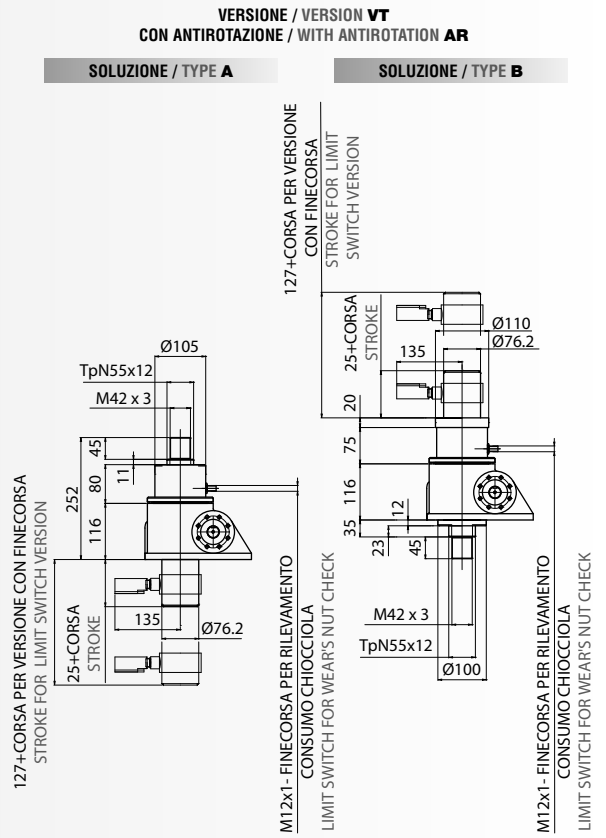 VERSIONE / VERSION VT
CON ANTIROTAZIONE / WITH ANTIROTATION AR
SOLUZIONE / TYPE A
127+CORSA PER VERSIONE CON FINECORSA
STROKE FOR LIMIT SWITCH VERSION
25+CORSA
STROKE
252
45
11
80
116
Ø105
TpN55x12
M42 x 3
135
Ø76.2
M12x1- FINECORSA PER RILEVAMENTO
CONSUMO CHIOCCIOLA
LIMIT SWITCH FOR WEAR'S NUT CHECK
SOLUZIONE / TYPE B
127+CORSA PER VERSIONE
CON FINECORSA
STROKE FOR LIMIT
SWITCH VERSION
25+CORSA
STROKE
Ø110
Ø76.2
135
20
75
116
35
12
23
45
M42 x 3
TpN55x12
Ø100
M12x1- FINECORSA PER RILEVAMENTO
CONSUMO CHIOCCIOLA
LIMIT SWITCH FOR WEAR'S NUT CHECK